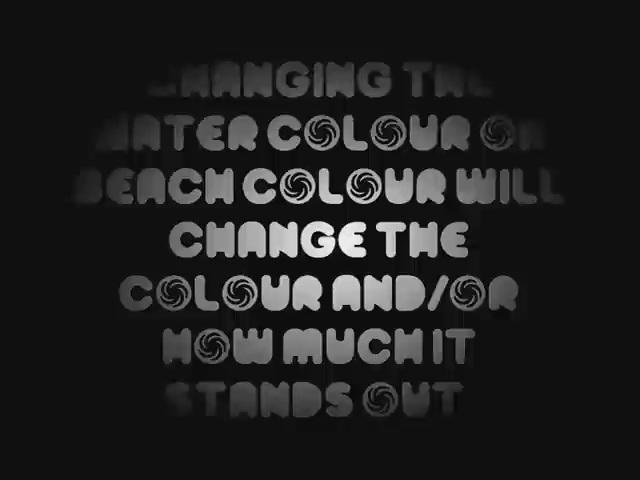 CHANGING THE
WATER COLOUR OR
BEACH COLOUR WILL
CHANGE THE
COLOUR AND/OR
HOW MUCH IT
STANDS OUT